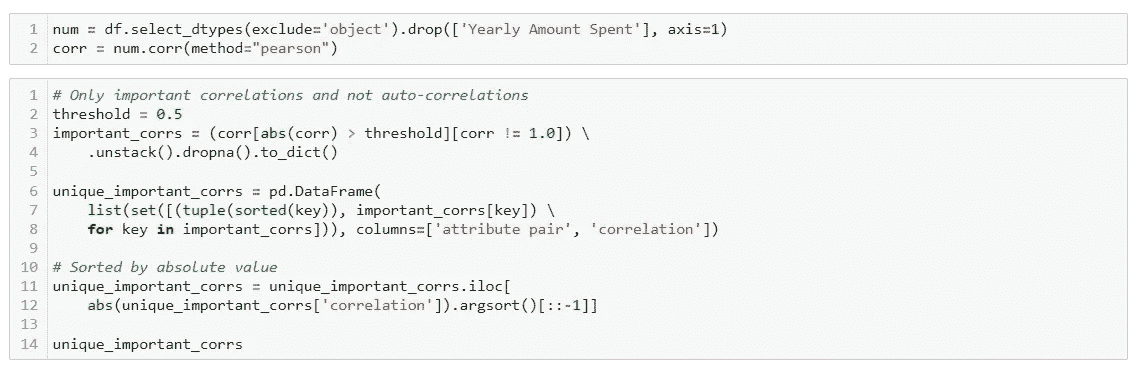 1 num = df.select_dtypes(exclude='object').drop(['Yearly Amount Spent'], axis=1)
2 corr = num.corr(method="pearson")
1 # Only important correlations and not auto-correlations
2 threshold = 0.5
3 important_corrs = (corr[abs(corr) > threshold][corr != 1.0]) \
4     .unstack().dropna().to_dict()
5
6 unique_important_corrs = pd.DataFrame(
7     list(set([(tuple(sorted(key)), important_corrs[key]) \
8     for key in important_corrs])), columns=['attribute pair', 'correlation'])
9
10 # Sorted by absolute value
11 unique_important_corrs = unique_important_corrs.iloc[
12     abs(unique_important_corrs['correlation']).argsort()[::-1]]
13
14 unique_important_corrs